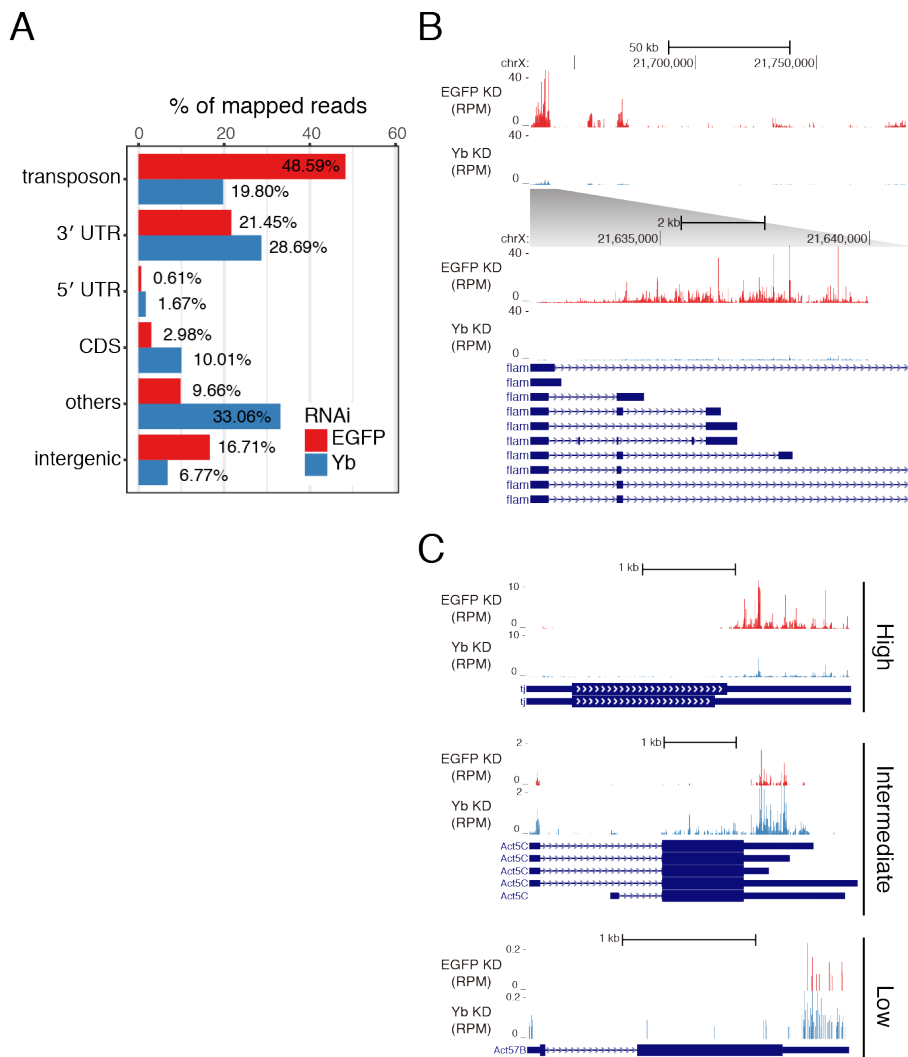 A
% of mapped reads
0 20 40 60
transposon 48.59%
19.80%
3′ UTR 21.45%
28.69%
5′ UTR 0.61%
1.67%
CDS 2.98%
10.01%
others 9.66%
33.06%
intergenic 16.71%
6.77%
RNAi
EGFP
Yb
B
50 kb
chrX: 21,700,000 21,750,000
40
EGFP KD
(RPM)
0
40
Yb KD
(RPM)
0
2 kb
chrX: 21,635,000 21,640,000
40
EGFP KD
(RPM)
0
40
Yb KD
(RPM)
0
flam
flam
flam
flam
flam
flam
flam
flam
flam
flam
C
1 kb
10
EGFP KD
(RPM)
0
10
Yb KD
(RPM)
0
tj
tj
High
1 kb
2
EGFP KD
(RPM)
0
2
Yb KD
(RPM)
0
Act5C
Act5C
Act5C
Act5C
Act5C
Intermediate
1 kb
0.2
EGFP KD
(RPM)
0
0.2
Yb KD
(RPM)
0
Act57B
Low